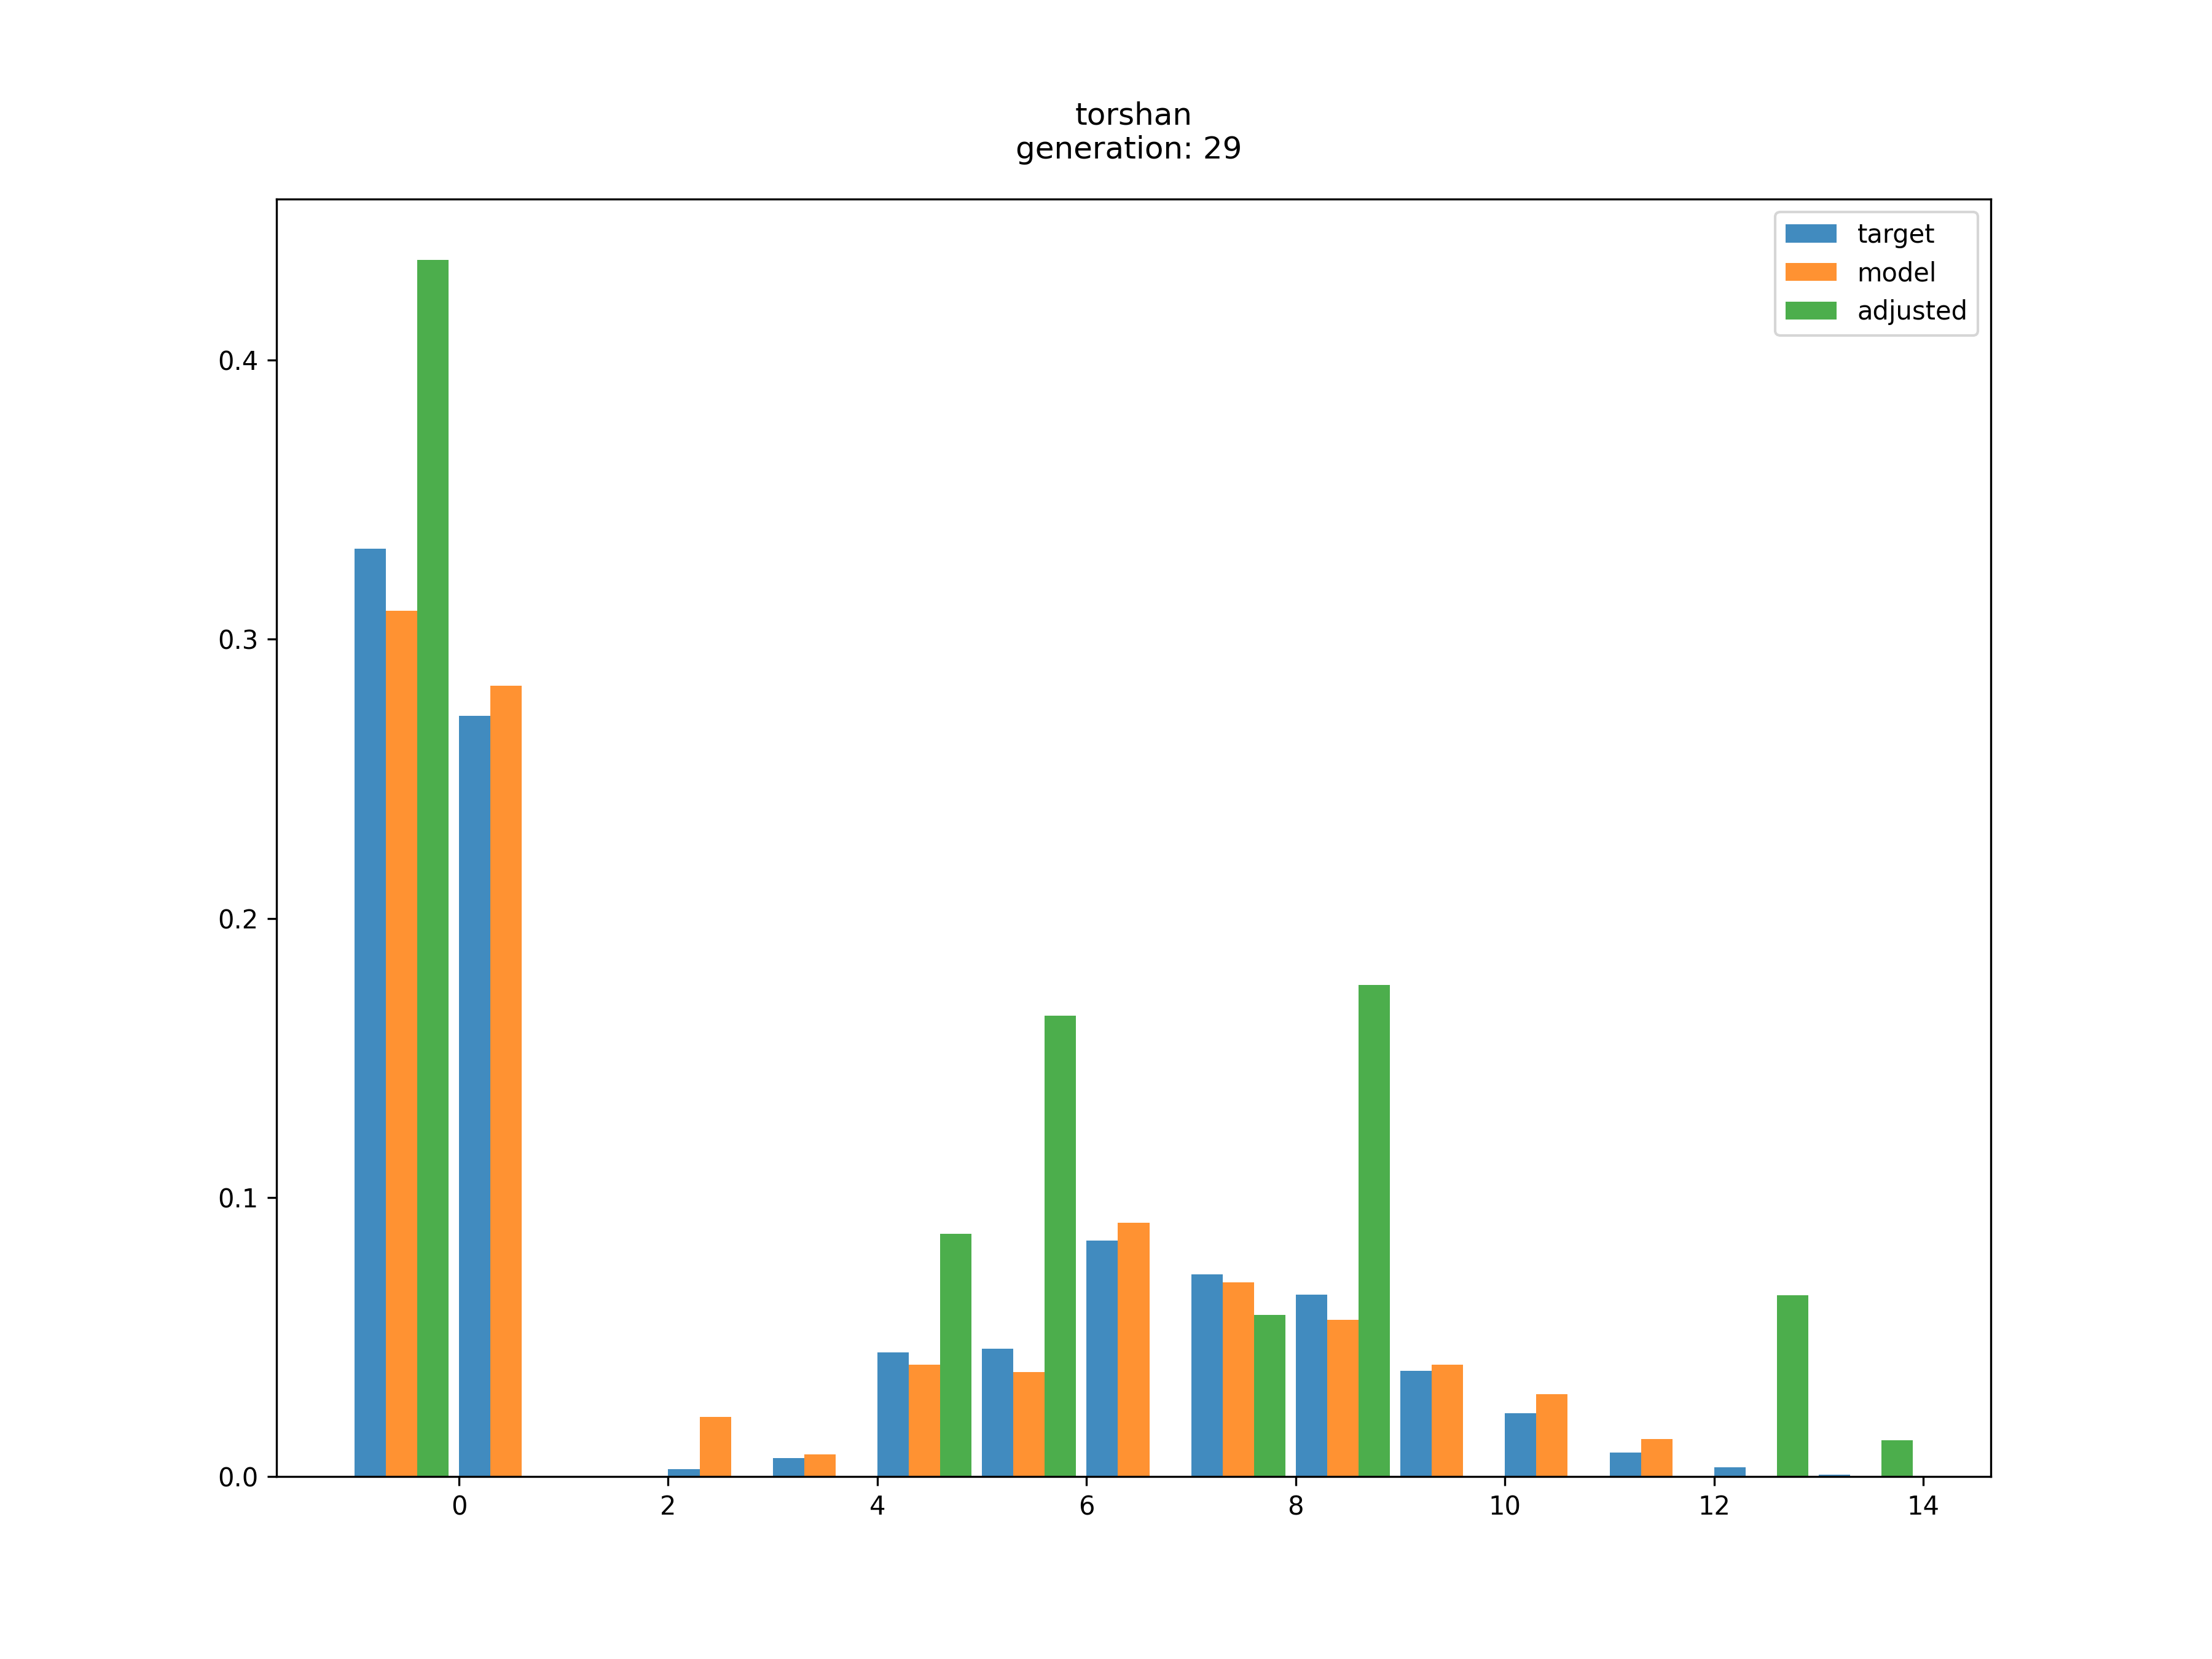 torshan
generation: 29
target
model
adjusted
0.4
0.3
0.2
0.1
0.0
0 2 4 6 8 10 12 14